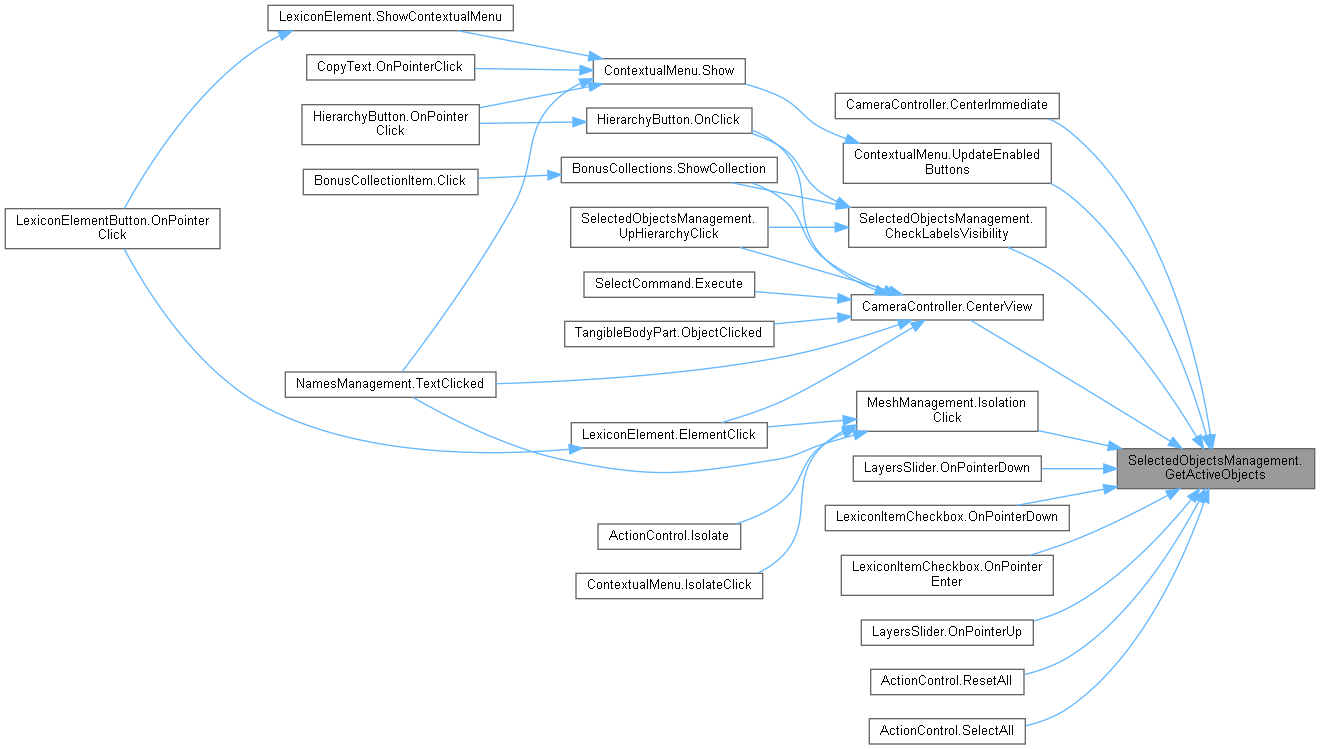 LexiconElement.ShowContextualMenu
CopyText.OnPointerClick
ContextualMenu.Show
CameraController.CenterImmediate
HierarchyButton.OnPointer
Click
HierarchyButton.OnClick
ContextualMenu.UpdateEnabled
Buttons
BonusCollections.ShowCollection
BonusCollectionItem.Click
LexiconElementButton.OnPointer
Click
SelectedObjectsManagement.
UpHierarchyClick
SelectedObjectsManagement.
CheckLabelsVisibility
SelectCommand.Execute
CameraController.CenterView
TangibleBodyPart.ObjectClicked
NamesManagement.TextClicked
MeshManagement.Isolation
Click
LexiconElement.ElementClick
LayersSlider.OnPointerDown
SelectedObjectsManagement.
GetActiveObjects
LexiconItemCheckbox.OnPointerDown
ActionControl.Isolate
LexiconItemCheckbox.OnPointer
Enter
ContextualMenu.IsolateClick
LayersSlider.OnPointerUp
ActionControl.ResetAll
ActionControl.SelectAll